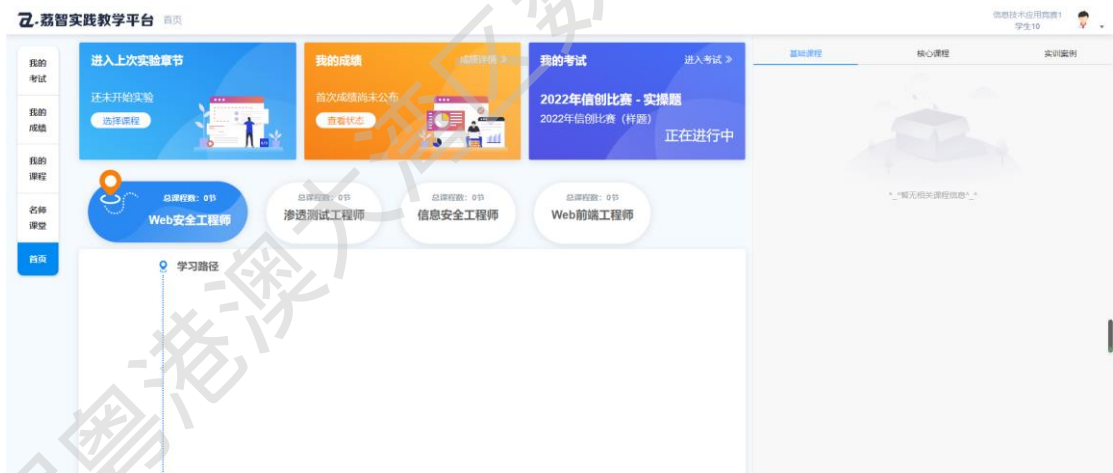 荔智实践教学平台 首页
信息技术应用竞赛1
学生10
我的
考试
我的
成绩
我的
课程
名师
课堂
首页
进入上次实验章节
还未开始实验
选择课程
我的成绩
成绩详情 》
首次成绩尚未公布
查看状态
我的考试
进入考试 》
2022年信创比赛 - 实操题
2022年信创比赛（样题）
正在进行中
总课程数：0节
Web安全工程师
总课程数：0节
渗透测试工程师
总课程数：0节
信息安全工程师
总课程数：0节
Web前端工程师
学习路径
基础课程
核心课程
实训案例
^_^暂无相关课程信息^_^
粤港澳大湾区